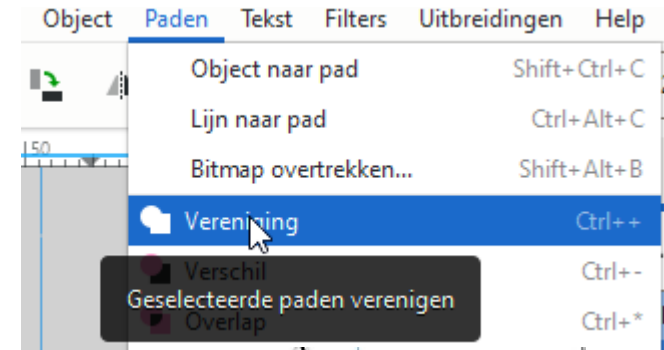 Object Paden Tekst Filters Uitbreidingen Help
Object naar pad Shift+Ctrl+C
Lijn naar pad Ctrl+Alt+C
50
Bitmap overtrekken... Shift+Alt+B
Vereniging Ctrl++
Verschil Ctrl+-
Geselecteerde paden verenigen
Overlap Ctrl+*